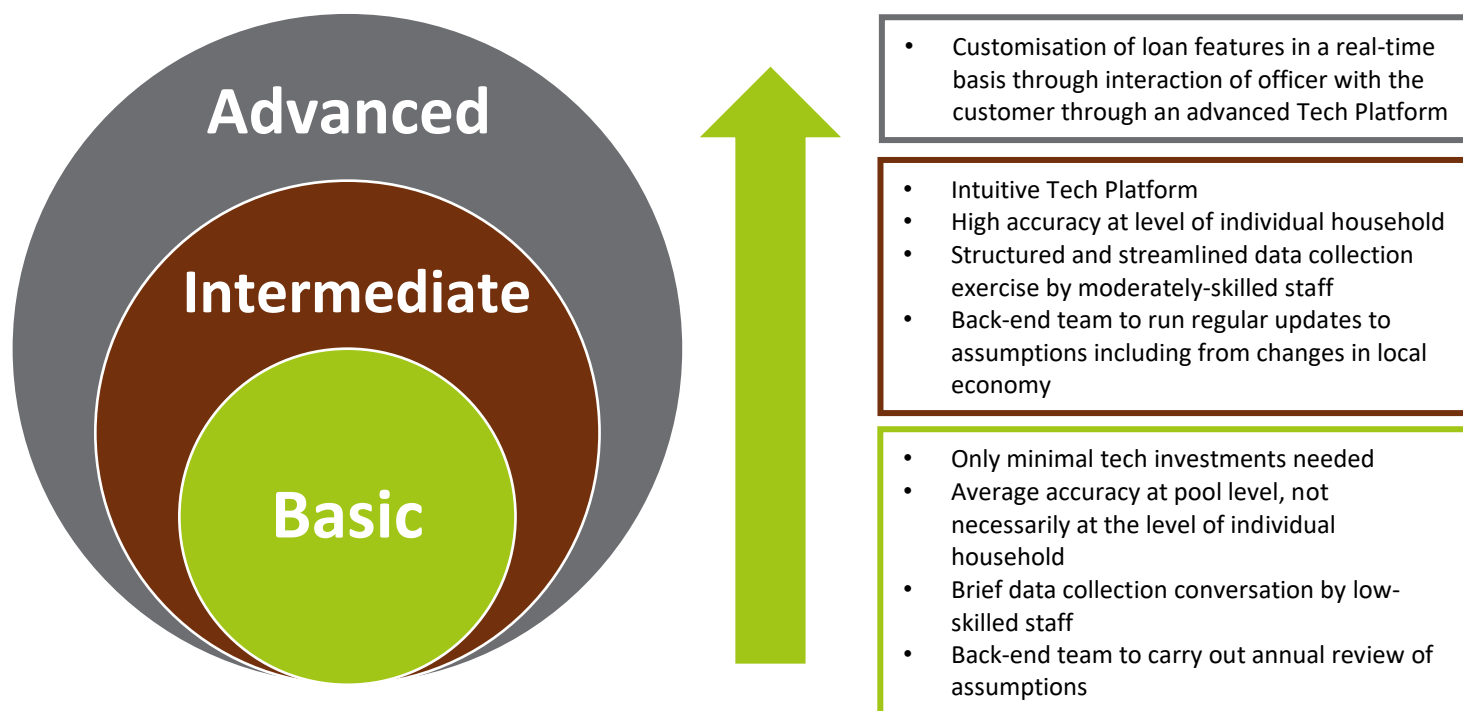 Advanced
Intermediate
Basic
• Customisation of loan features in a real-time
basis through interaction of officer with the
customer through an advanced Tech Platform
• Intuitive Tech Platform
• High accuracy at level of individual household
• Structured and streamlined data collection
exercise by moderately-skilled staff
• Back-end team to run regular updates to
assumptions including from changes in local
economy
• Only minimal tech investments needed
• Average accuracy at pool level, not
necessarily at the level of individual
household
• Brief data collection conversation by low-
skilled staff
• Back-end team to carry out annual review of
assumptions